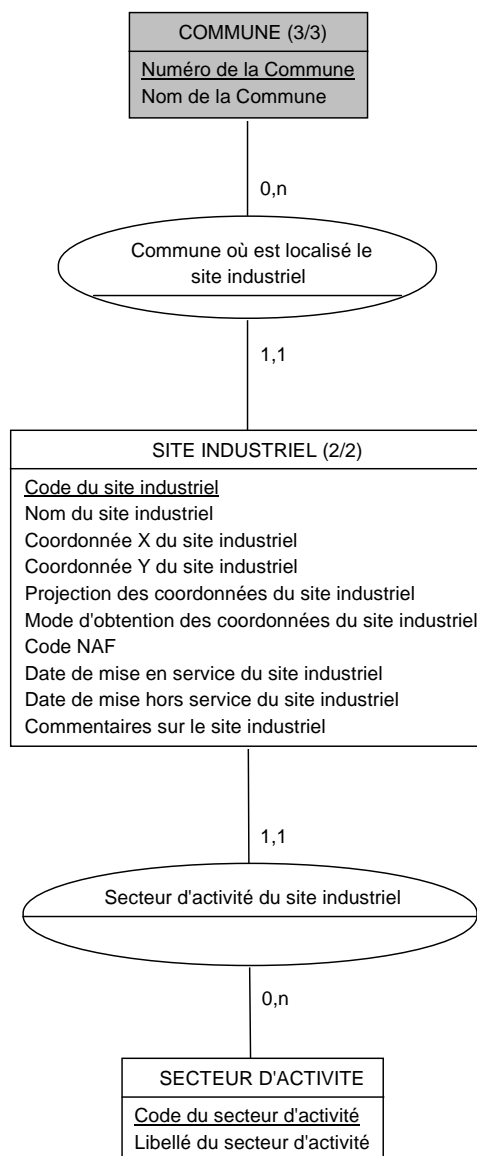 COMMUNE (3/3)
Numéro de la Commune
Nom de la Commune
0,n
Commune où est localisé le
site industriel
1,1
SITE INDUSTRIEL (2/2)
Code du site industriel
Nom du site industriel
Coordonnée X du site industriel
Coordonnée Y du site industriel
Projection des coordonnées du site industriel
Mode d'obtention des coordonnées du site industriel
Code NAF
Date de mise en service du site industriel
Date de mise hors service du site industriel
Commentaires sur le site industriel
1,1
Secteur d'activité du site industriel
0,n
SECTEUR D'ACTIVITE
Code du secteur d'activité
Libellé du secteur d'activité